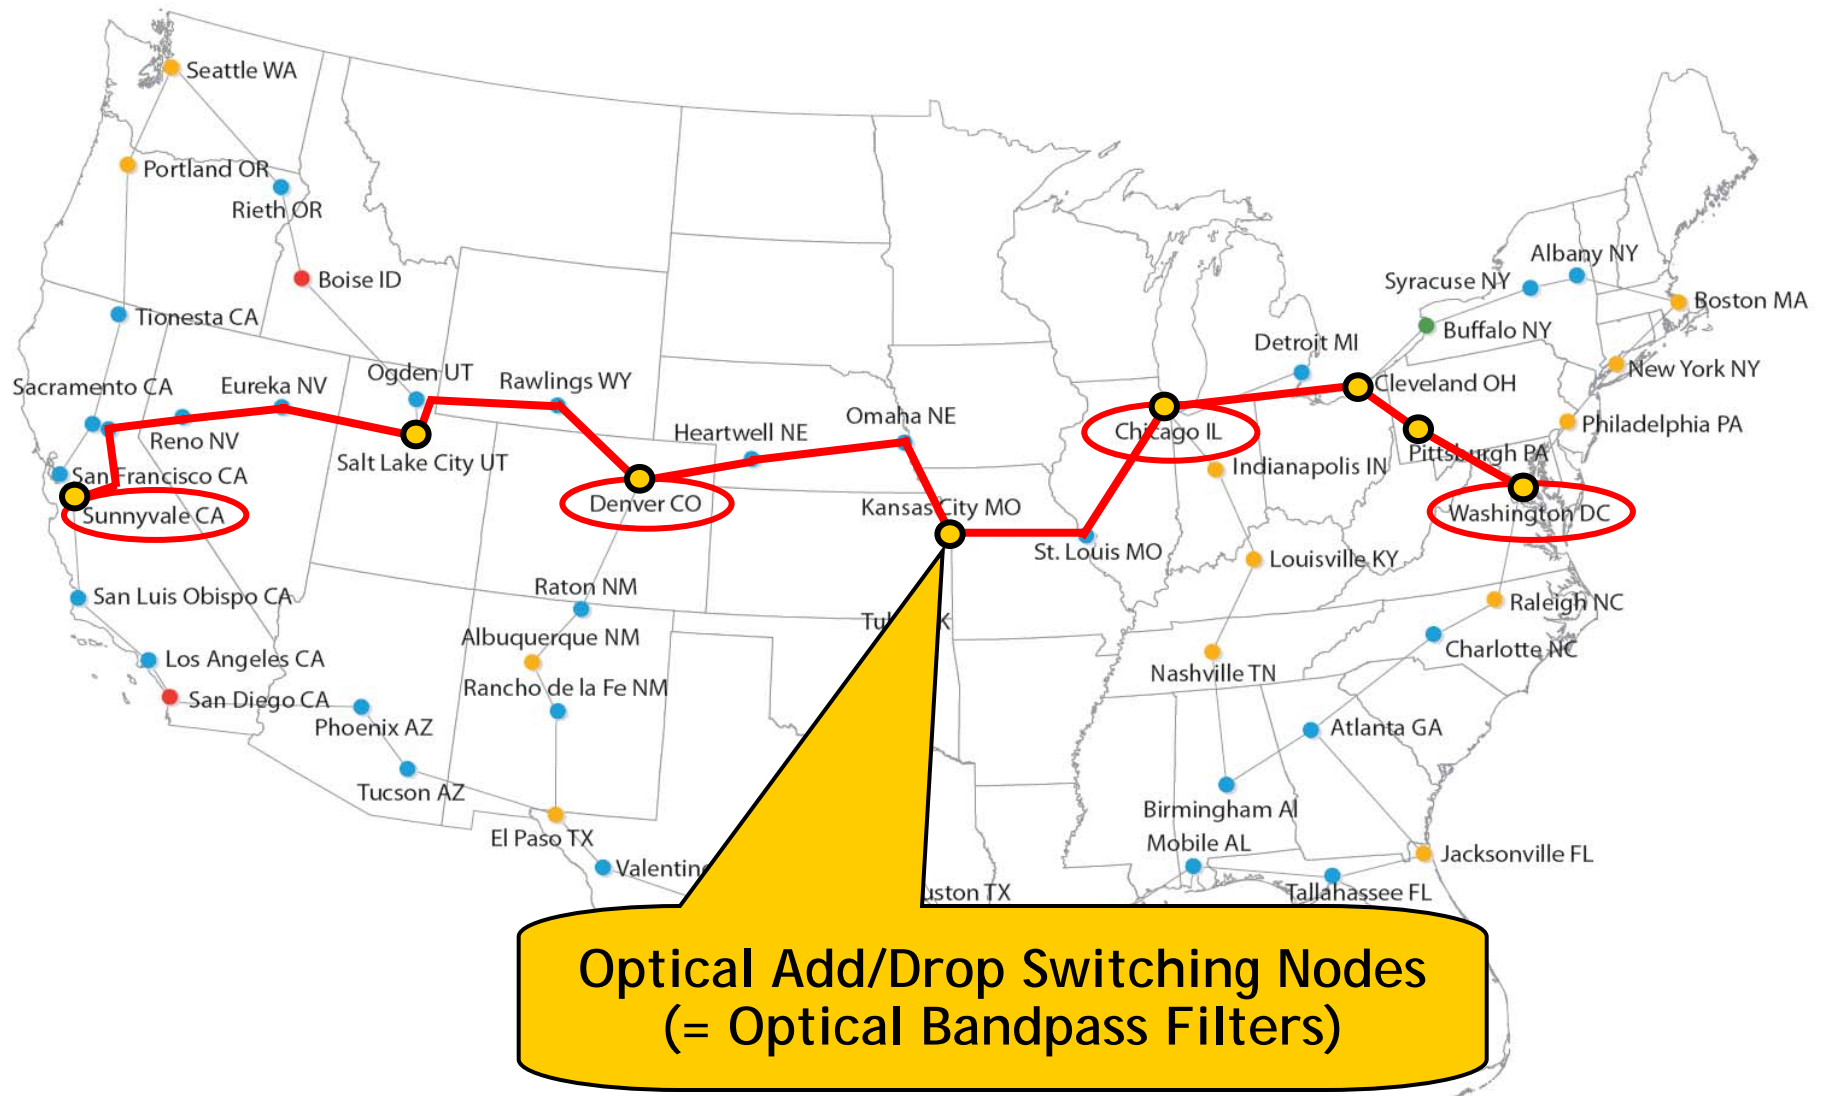 Seattle WA
Portland OR
Rieth OR
Boise ID
Albany NY
Syracuse NY
Boston MA
Tionesta CA
Buffalo NY
Detroit MI
New York NY
Ogden UT
Rawlings WY
Sacramento CA
Eureka NV
Cleveland OH
Omaha NE
Philadelphia PA
Reno NV
Heartwell NE
Chicago IL
Pittsburgh PA
Salt Lake City UT
Indianapolis IN
San Francisco CA
Denver CO
Kansas City MO
Sunnyvale CA
Washington DC
St. Louis MO
Louisville KY
Raton NM
San Luis Obispo CA
Raleigh NC
Albuquerque NM
Charlotte NC
Los Angeles CA
Nashville TN
Rancho de la Fe NM
San Diego CA
Phoenix AZ
Atlanta GA
Tucson AZ
Birmingham Al
El Paso TX
Mobile AL
Jacksonville FL
Valentin
uston TX
Tallahassee FL
Optical Add/Drop Switching Nodes
(= Optical Bandpass Filters)